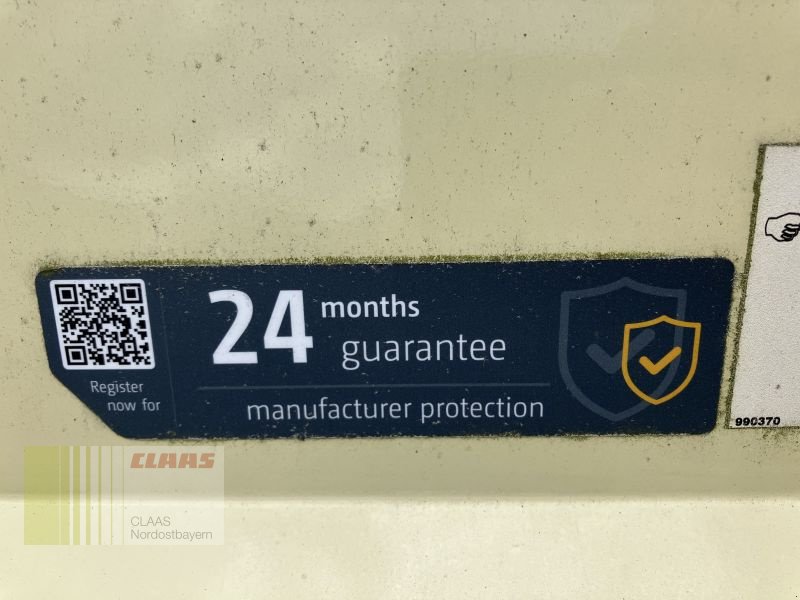 24 months
guarantee
manufacturer protection
Register
now for
990370
CLAAS
CLAAS
Nordostbayern